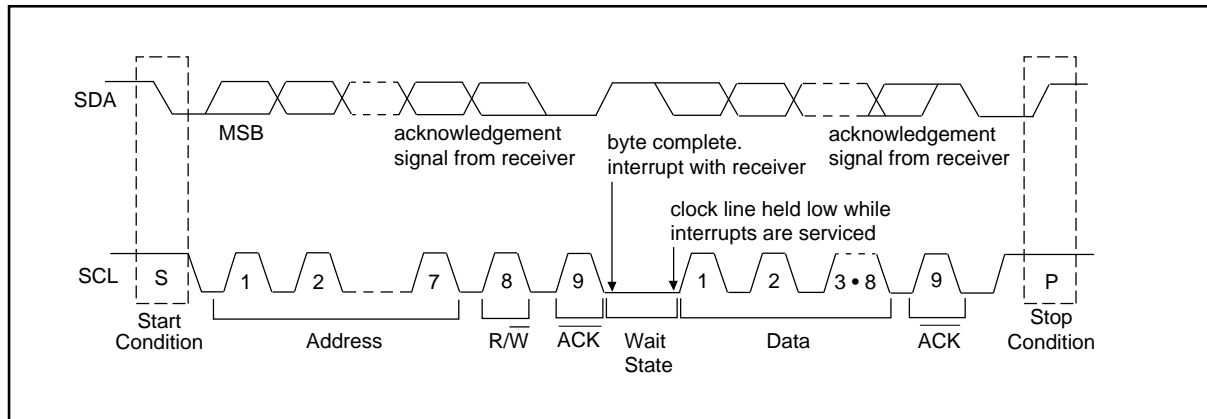 SDA
MSB
acknowledgement
signal from receiver
byte complete.
interrupt with receiver
acknowledgement
signal from receiver
clock line held low while
interrupts are serviced
SCL
S
1
2
7
8
9
1
2
3 • 8
9
P
Start
Condition
Address
R/W̅
A̅C̅K̅
Wait
State
Data
A̅C̅K̅
Stop
Condition